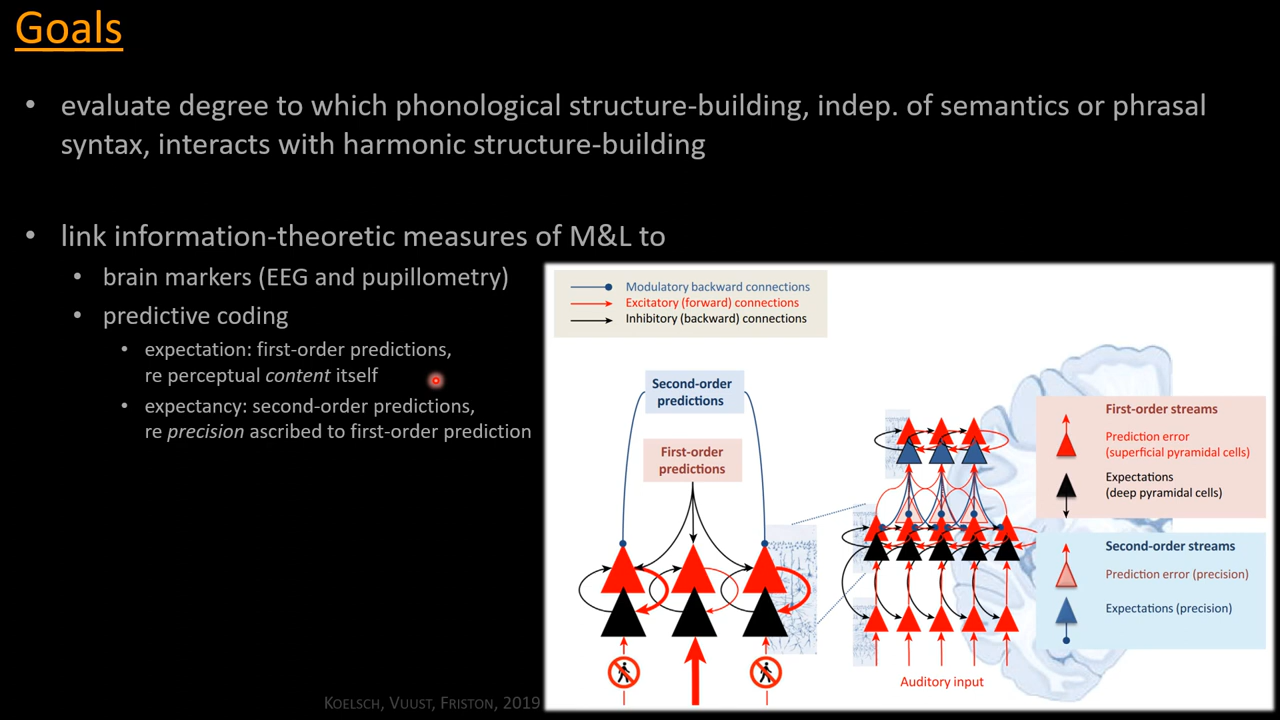 Goals
• evaluate degree to which phonological structure-building, indep. of semantics or phrasal
syntax, interacts with harmonic structure-building
• link information-theoretic measures of M&L to
• brain markers (EEG and pupillometry)
• predictive coding
• expectation: first-order predictions,
re perceptual content itself
• expectancy: second-order predictions,
re precision ascribed to first-order prediction
Koelsch, Vuust, Friston, 2019
Modulatory backward connections
Excitatory (forward) connections
Inhibitory (backward) connections
Second-order
predictions
First-order
predictions
Auditory input
First-order streams
Prediction error
(superficial pyramidal cells)
Expectations
(deep pyramidal cells)
Second-order streams
Prediction error (precision)
Expectations (precision)